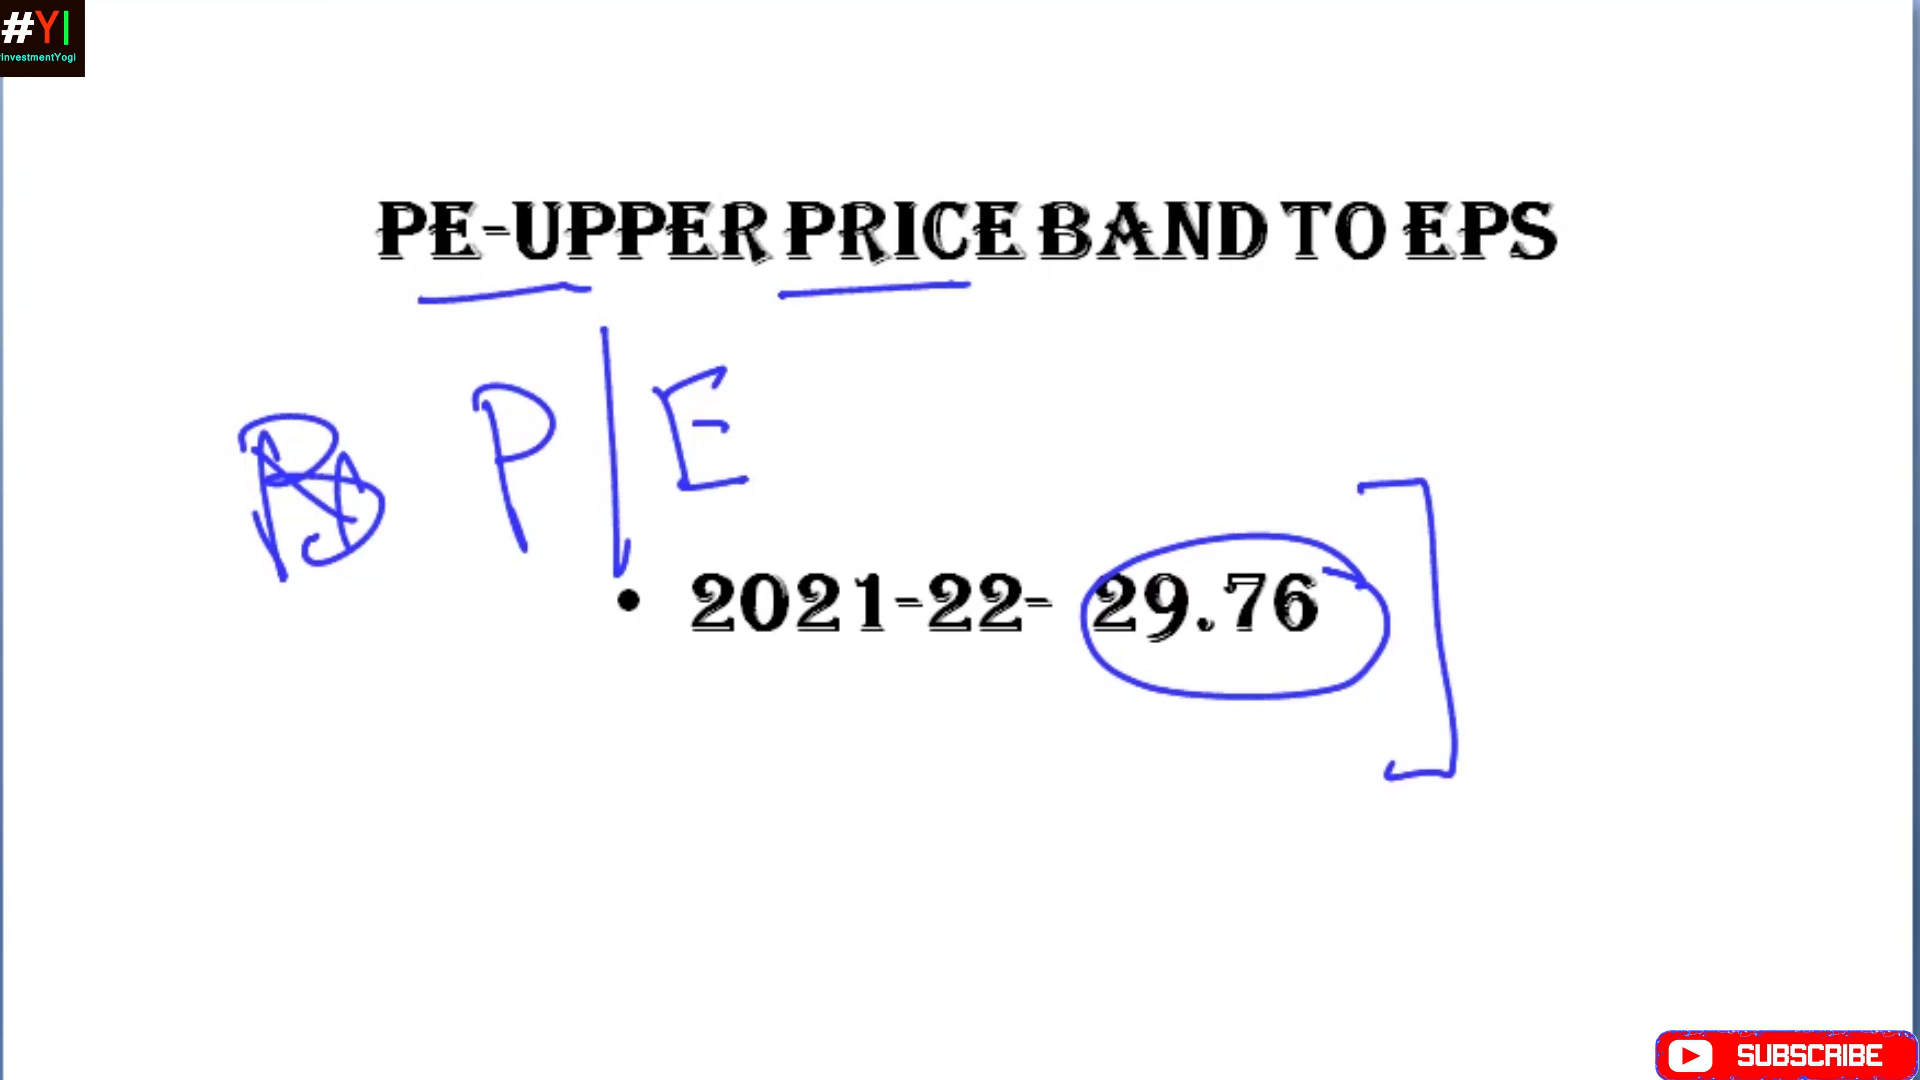 #YI
InvestmentYogi
PE-UPPER PRICE BAND TO EPS
P|E
• 2021-22- 29.76
SUBSCRIBE